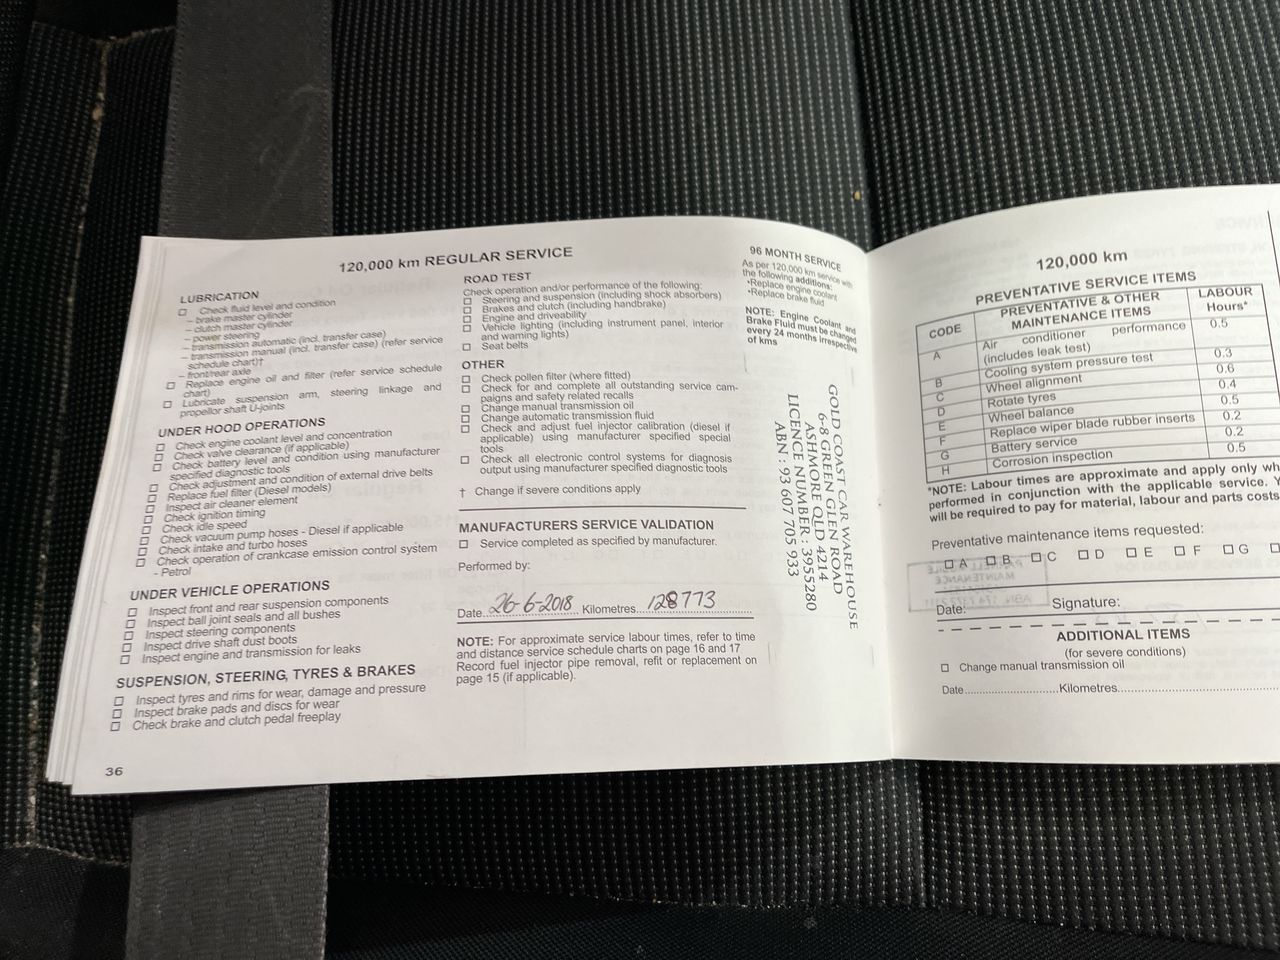 120,000 km REGULAR SERVICE
LUBRICATION
☐ Check fluid level and condition
– brake master cylinder
– clutch master cylinder
– power steering
– transmission automatic (incl. transfer case)
– transmission manual (incl. transfer case) (refer service
schedule chart)†
– front/rear axle
☐ Replace engine oil and filter (refer service schedule
chart)
☐ Lubricate suspension arm, steering linkage and
propellor shaft U-joints
UNDER HOOD OPERATIONS
☐ Check engine coolant level and concentration
☐ Check valve clearance (if applicable)
☐ Check battery level and condition using manufacturer
specified diagnostic tools
☐ Check adjustment and condition of external drive belts
☐ Replace fuel filter (Diesel models)
☐ Inspect air cleaner element
☐ Check ignition timing
☐ Check idle speed
☐ Check vacuum pump hoses - Diesel if applicable
☐ Check intake and turbo hoses
☐ Check operation of crankcase emission control system
- Petrol
UNDER VEHICLE OPERATIONS
☐ Inspect front and rear suspension components
☐ Inspect ball joint seals and all bushes
☐ Inspect steering components
☐ Inspect drive shaft dust boots
☐ Inspect engine and transmission for leaks
SUSPENSION, STEERING, TYRES & BRAKES
☐ Inspect tyres and rims for wear, damage and pressure
☐ Inspect brake pads and discs for wear
☐ Check brake and clutch pedal freeplay
36
ROAD TEST
Check operation and/or performance of the following:
☐ Steering and suspension (including shock absorbers)
☐ Brakes and clutch (including handbrake)
☐ Engine and driveability
☐ Vehicle lighting (including instrument panel, interior
and warning lights)
☐ Seat belts
OTHER
☐ Check pollen filter (where fitted)
☐ Check for and complete all outstanding service cam-
paigns and safety related recalls
☐ Change manual transmission oil
☐ Change automatic transmission fluid
☐ Check and adjust fuel injector calibration (diesel if
applicable) using manufacturer specified special
tools
☐ Check all electronic control systems for diagnosis
output using manufacturer specified diagnostic tools
† Change if severe conditions apply
MANUFACTURERS SERVICE VALIDATION
☐ Service completed as specified by manufacturer.
Performed by:
Date 26-6-2018 Kilometres 128773
NOTE: For approximate service labour times, refer to time
and distance service schedule charts on page 16 and 17
Record fuel injector pipe removal, refit or replacement on
page 15 (if applicable).
96 MONTH SERVICE
As per 120,000 km service with
the following additions:
•Replace engine coolant
•Replace brake fluid
NOTE: Engine Coolant and
Brake Fluid must be changed
every 24 months irrespective
of kms
GOLD COAST CAR WAREHOUSE
6-8 GREEN GLEN ROAD
ASHMORE QLD 4214
LICENCE NUMBER : 3955280
ABN : 93 607 705 933
120,000 km
PREVENTATIVE SERVICE ITEMS
CODE PREVENTATIVE & OTHER MAINTENANCE ITEMS LABOUR Hours*
A Air conditioner performance (includes leak test) 0.5
B Cooling system pressure test 0.3
C Wheel alignment 0.6
D Rotate tyres 0.4
E Wheel balance 0.5
F Replace wiper blade rubber inserts 0.2
G Battery service 0.2
H Corrosion inspection 0.5
*NOTE: Labour times are approximate and apply only wh
performed in conjunction with the applicable service. Y
will be required to pay for material, labour and parts costs
Preventative maintenance items requested:
☐ A ☐ B ☐ C ☐ D ☐ E ☐ F ☐ G ☐
Date: Signature:
ADDITIONAL ITEMS
(for severe conditions)
☐ Change manual transmission oil
Date Kilometres